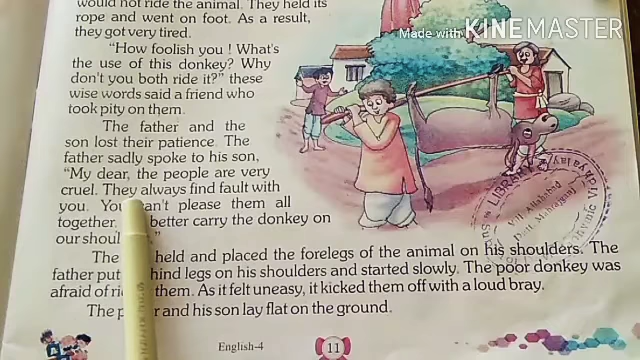 would not ride the animal. They held its
rope and went on foot. As a result,
they got very tired.
"How foolish you ! What's
the use of this donkey? Why
don't you both ride it?" these
wise words said a friend who
took pity on them.
The father and the
son lost their patience. The
father sadly spoke to his son,
"My dear, the people are very
cruel. They always find fault with
you. You can't please them all
together. better carry the donkey on
our shoul
The held and placed the forelegs of the animal on his shoulders. The
father put hind legs on his shoulders and started slowly. The poor donkey was
afraid of ri them. As it felt uneasy, it kicked them off with a loud bray.
The p r and his son lay flat on the ground.
English-4
11
Made with KINEMASTER
LIBRARY
Vill. Allahabad